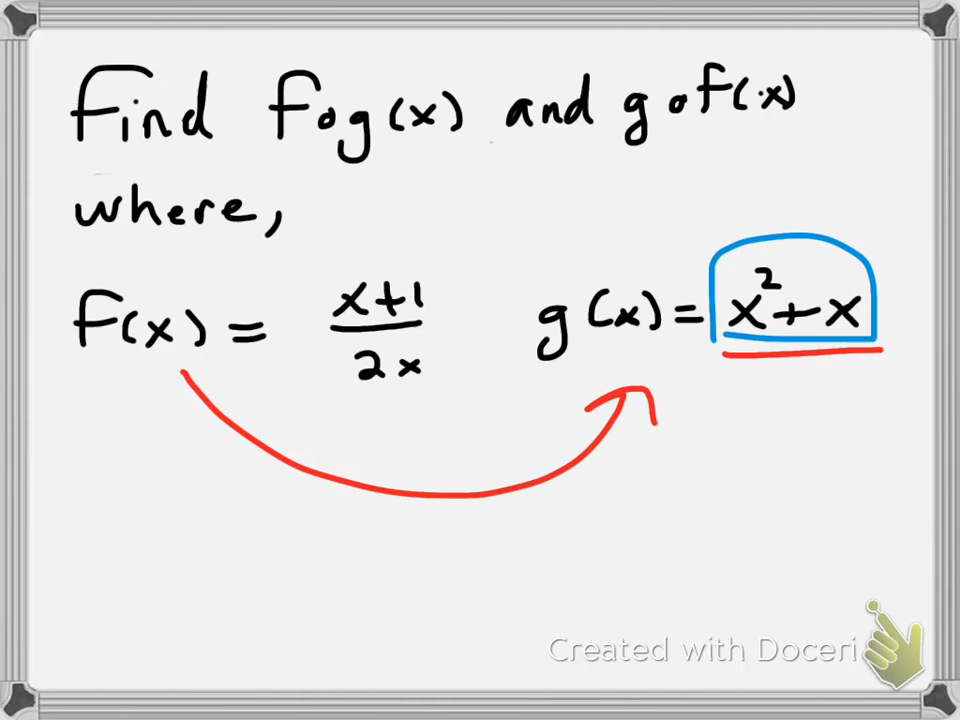 Find f∘g(x) and g∘f(x)
where,
f(x) = x+1/2x g(x) = x²+x
Created with Doceri